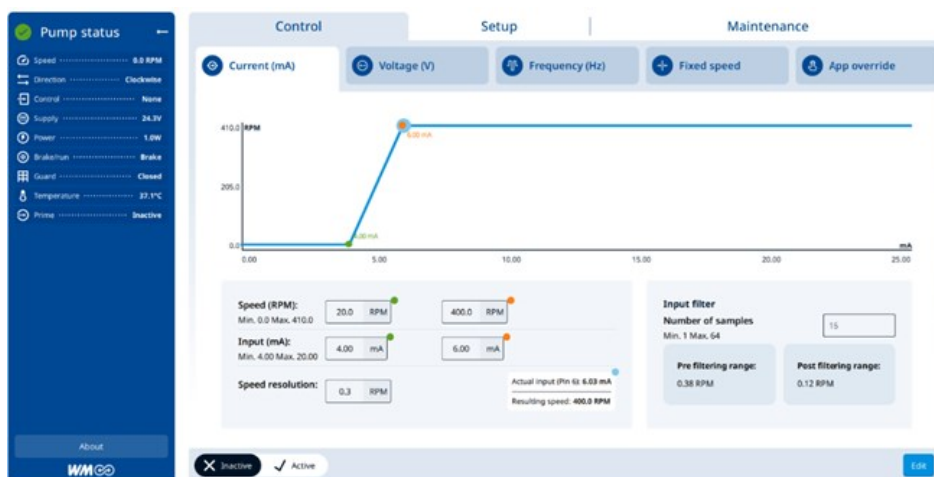 Pump status
Speed 0.0 RPM
Direction Clockwise
Control None
Supply 24.3V
Power 1.0W
Brake/run Brake
Guard Closed
Temperature 37.1°C
Prime Inactive
About
WM
Control Setup Maintenance
Current (mA) Voltage (V) Frequency (Hz) Fixed speed App override
410.0 RPM
6.00 mA
205.0
0.0
4.00 mA
mA
0.00 5.00 10.00 15.00 20.00 25.00
Speed (RPM):
Min. 0.0 Max. 410.0
20.0 RPM 400.0 RPM
Input (mA):
Min. 4.00 Max. 20.00
4.00 mA 6.00 mA
Speed resolution:
0.3 RPM
Actual input (Pin 6): 6.03 mA
Resulting speed: 400.0 RPM
Input filter
Number of samples
Min. 1 Max. 64
15
Pre filtering range:
0.38 RPM
Post filtering range:
0.12 RPM
Inactive Active
Edit